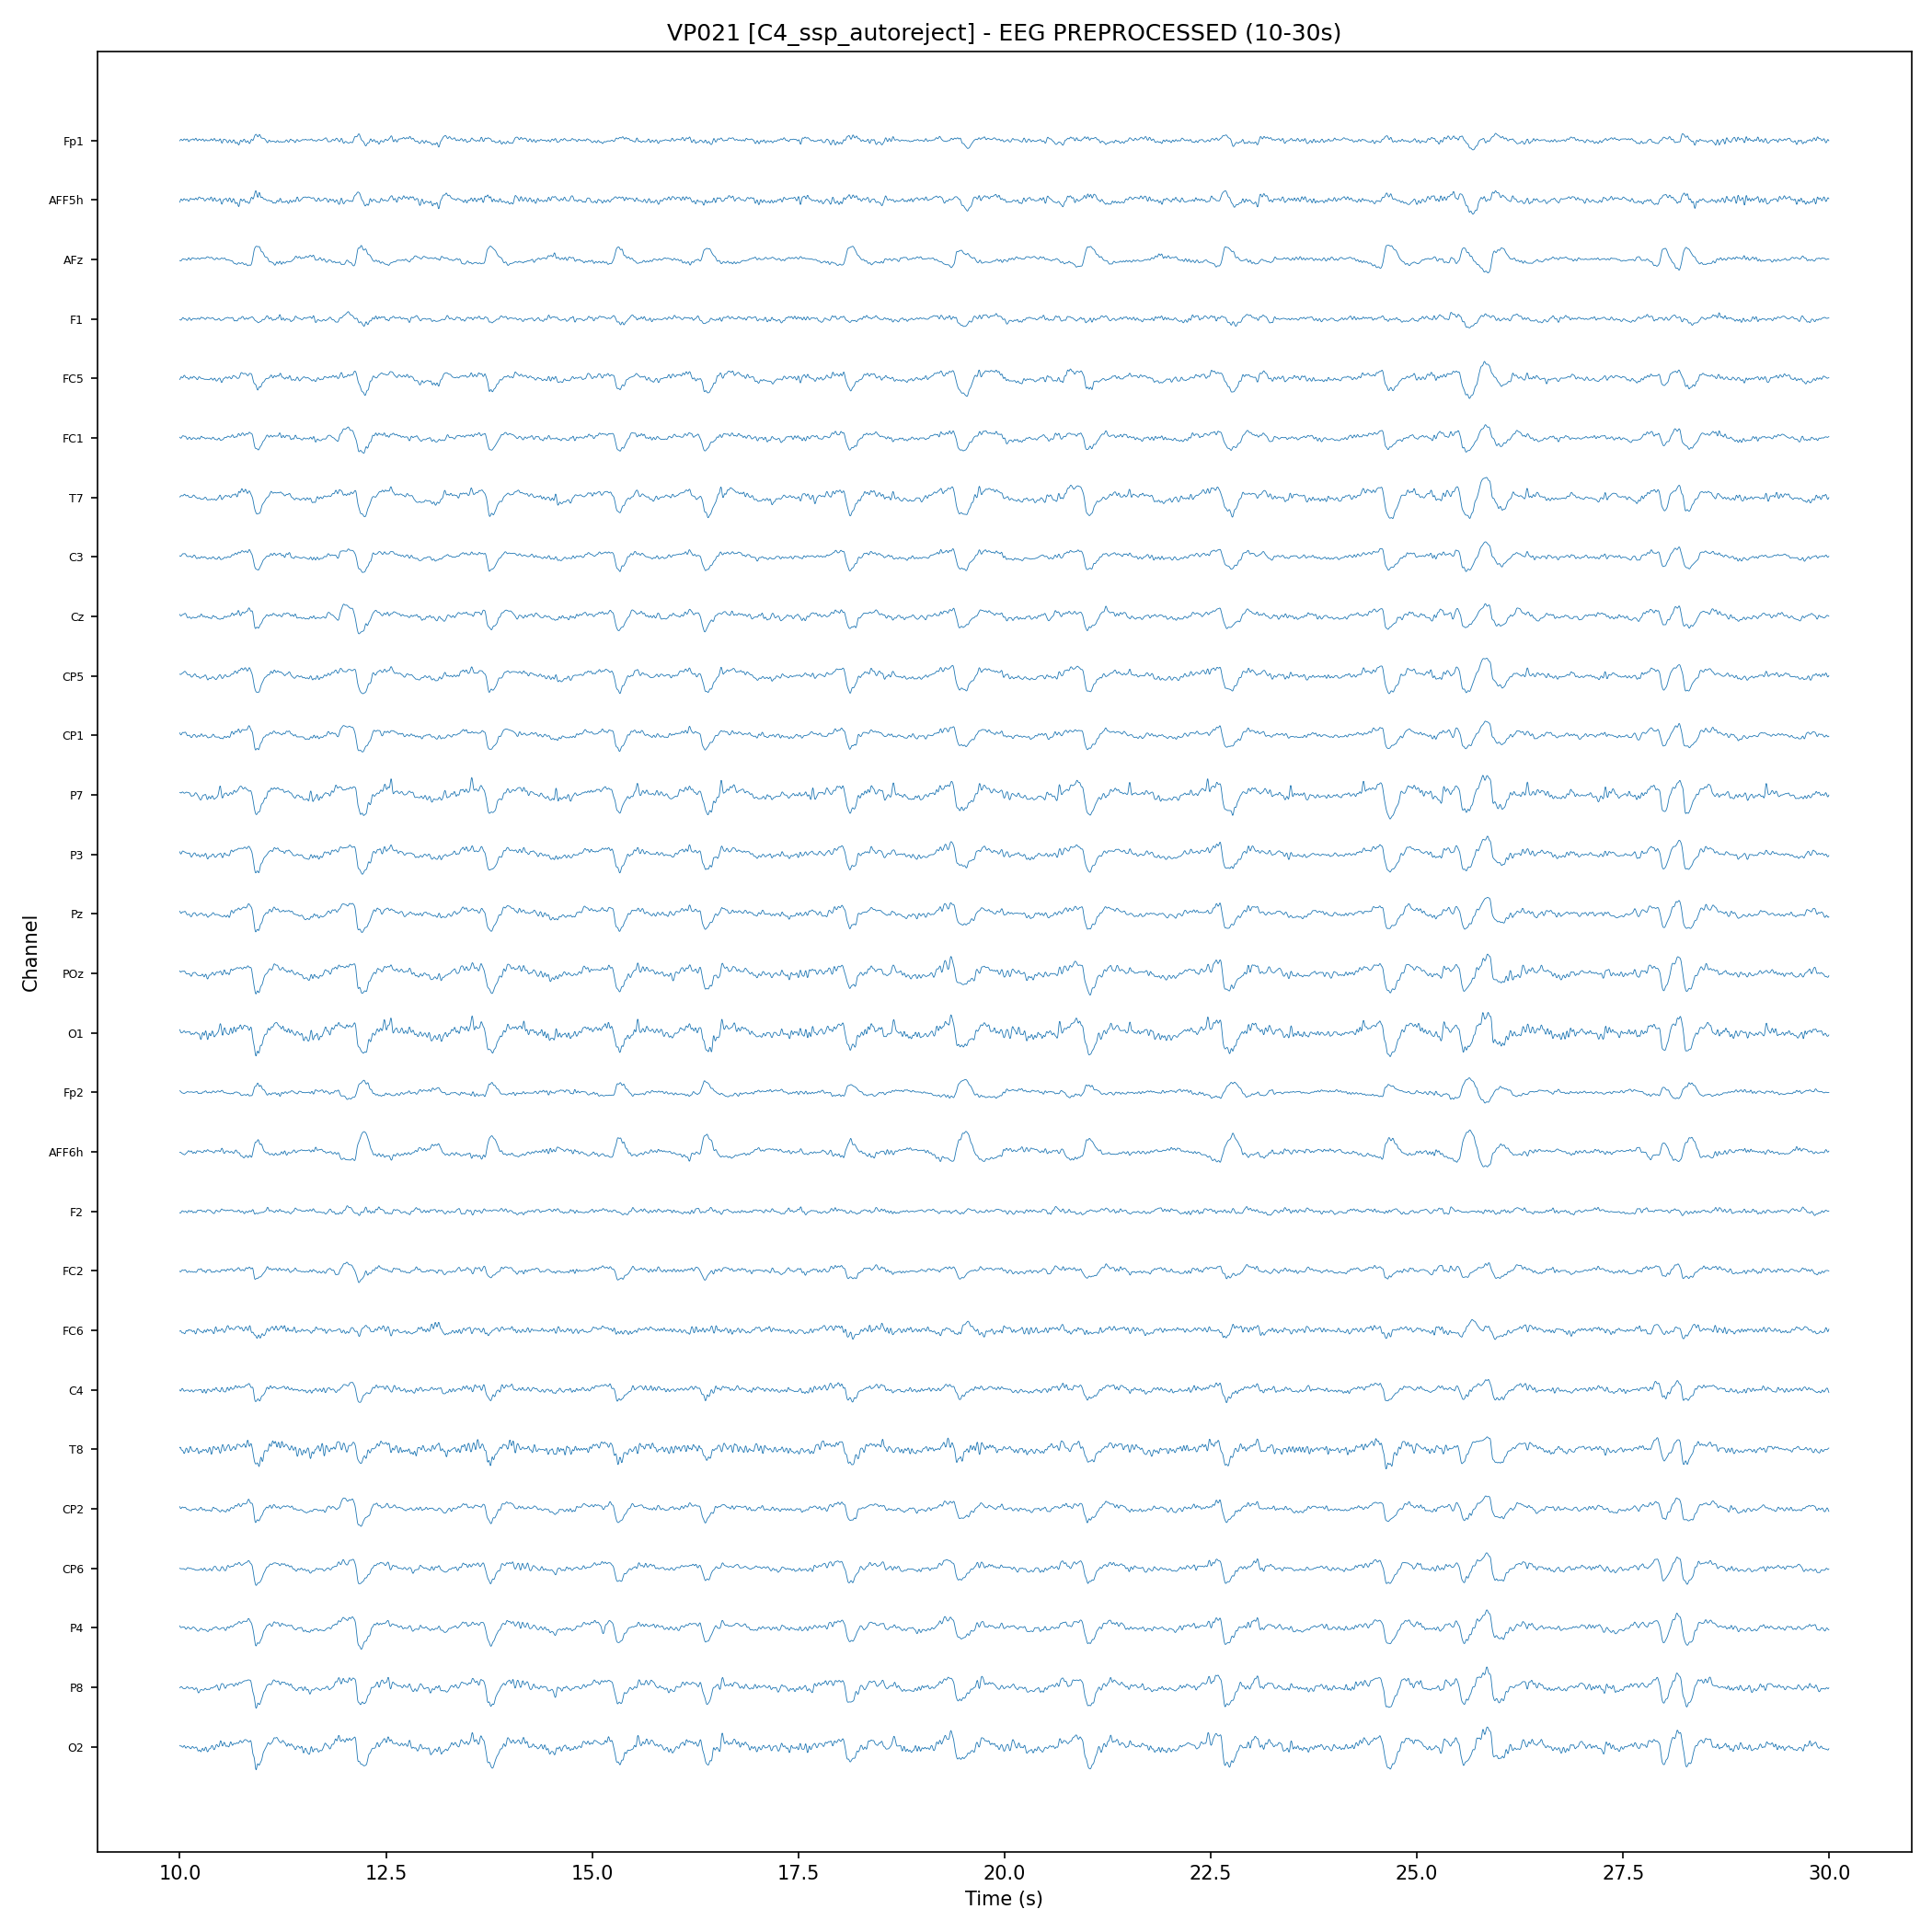 VP021 [C4_ssp_autoreject] - EEG PREPROCESSED (10-30s)
Fp1
AFF5h
AFz
F1
FC5
FC1
T7
C3
Cz
CP5
CP1
P7
P3
Pz
POz
O1
Fp2
AFF6h
F2
FC2
FC6
C4
T8
CP2
CP6
P4
P8
O2
Channel
10.0 12.5 15.0 17.5 20.0 22.5 25.0 27.5 30.0
Time (s)